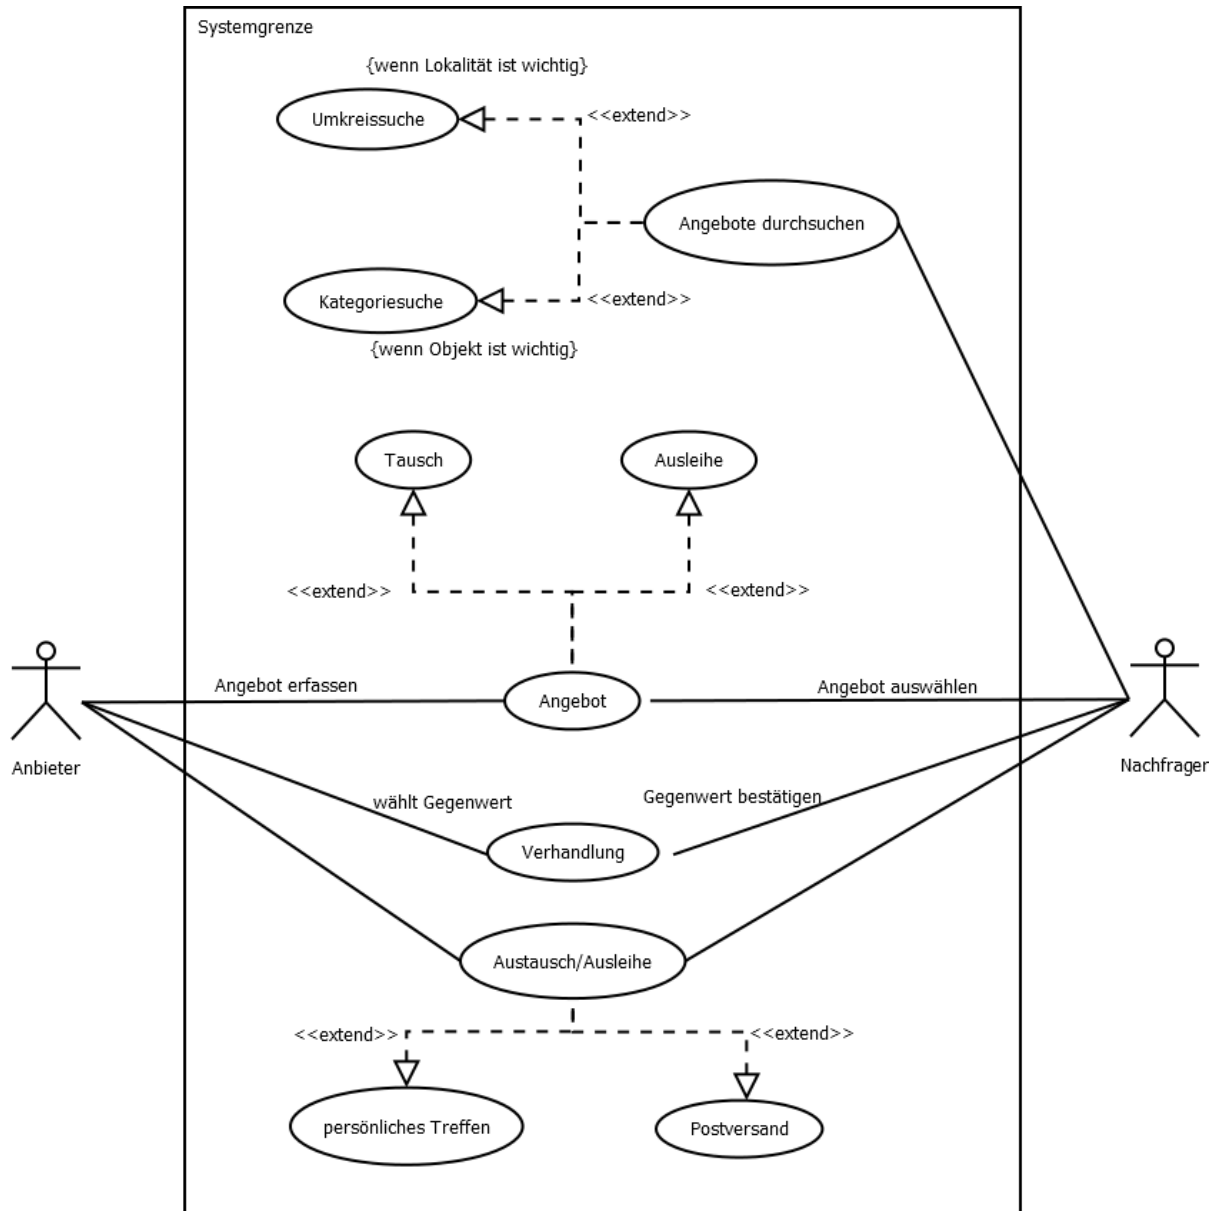 Systemgrenze
{wenn Lokalität ist wichtig}
Umkreissuche
<<extend>>
Angebote durchsuchen
Kategoriesuche
<<extend>>
{wenn Objekt ist wichtig}
Tausch
Ausleihe
<<extend>>
<<extend>>
Angebot erfassen
Angebot
Angebot auswählen
Anbieter
Nachfrager
wählt Gegenwert
Gegenwert bestätigen
Verhandlung
Austausch/Ausleihe
<<extend>>
<<extend>>
persönliches Treffen
Postversand